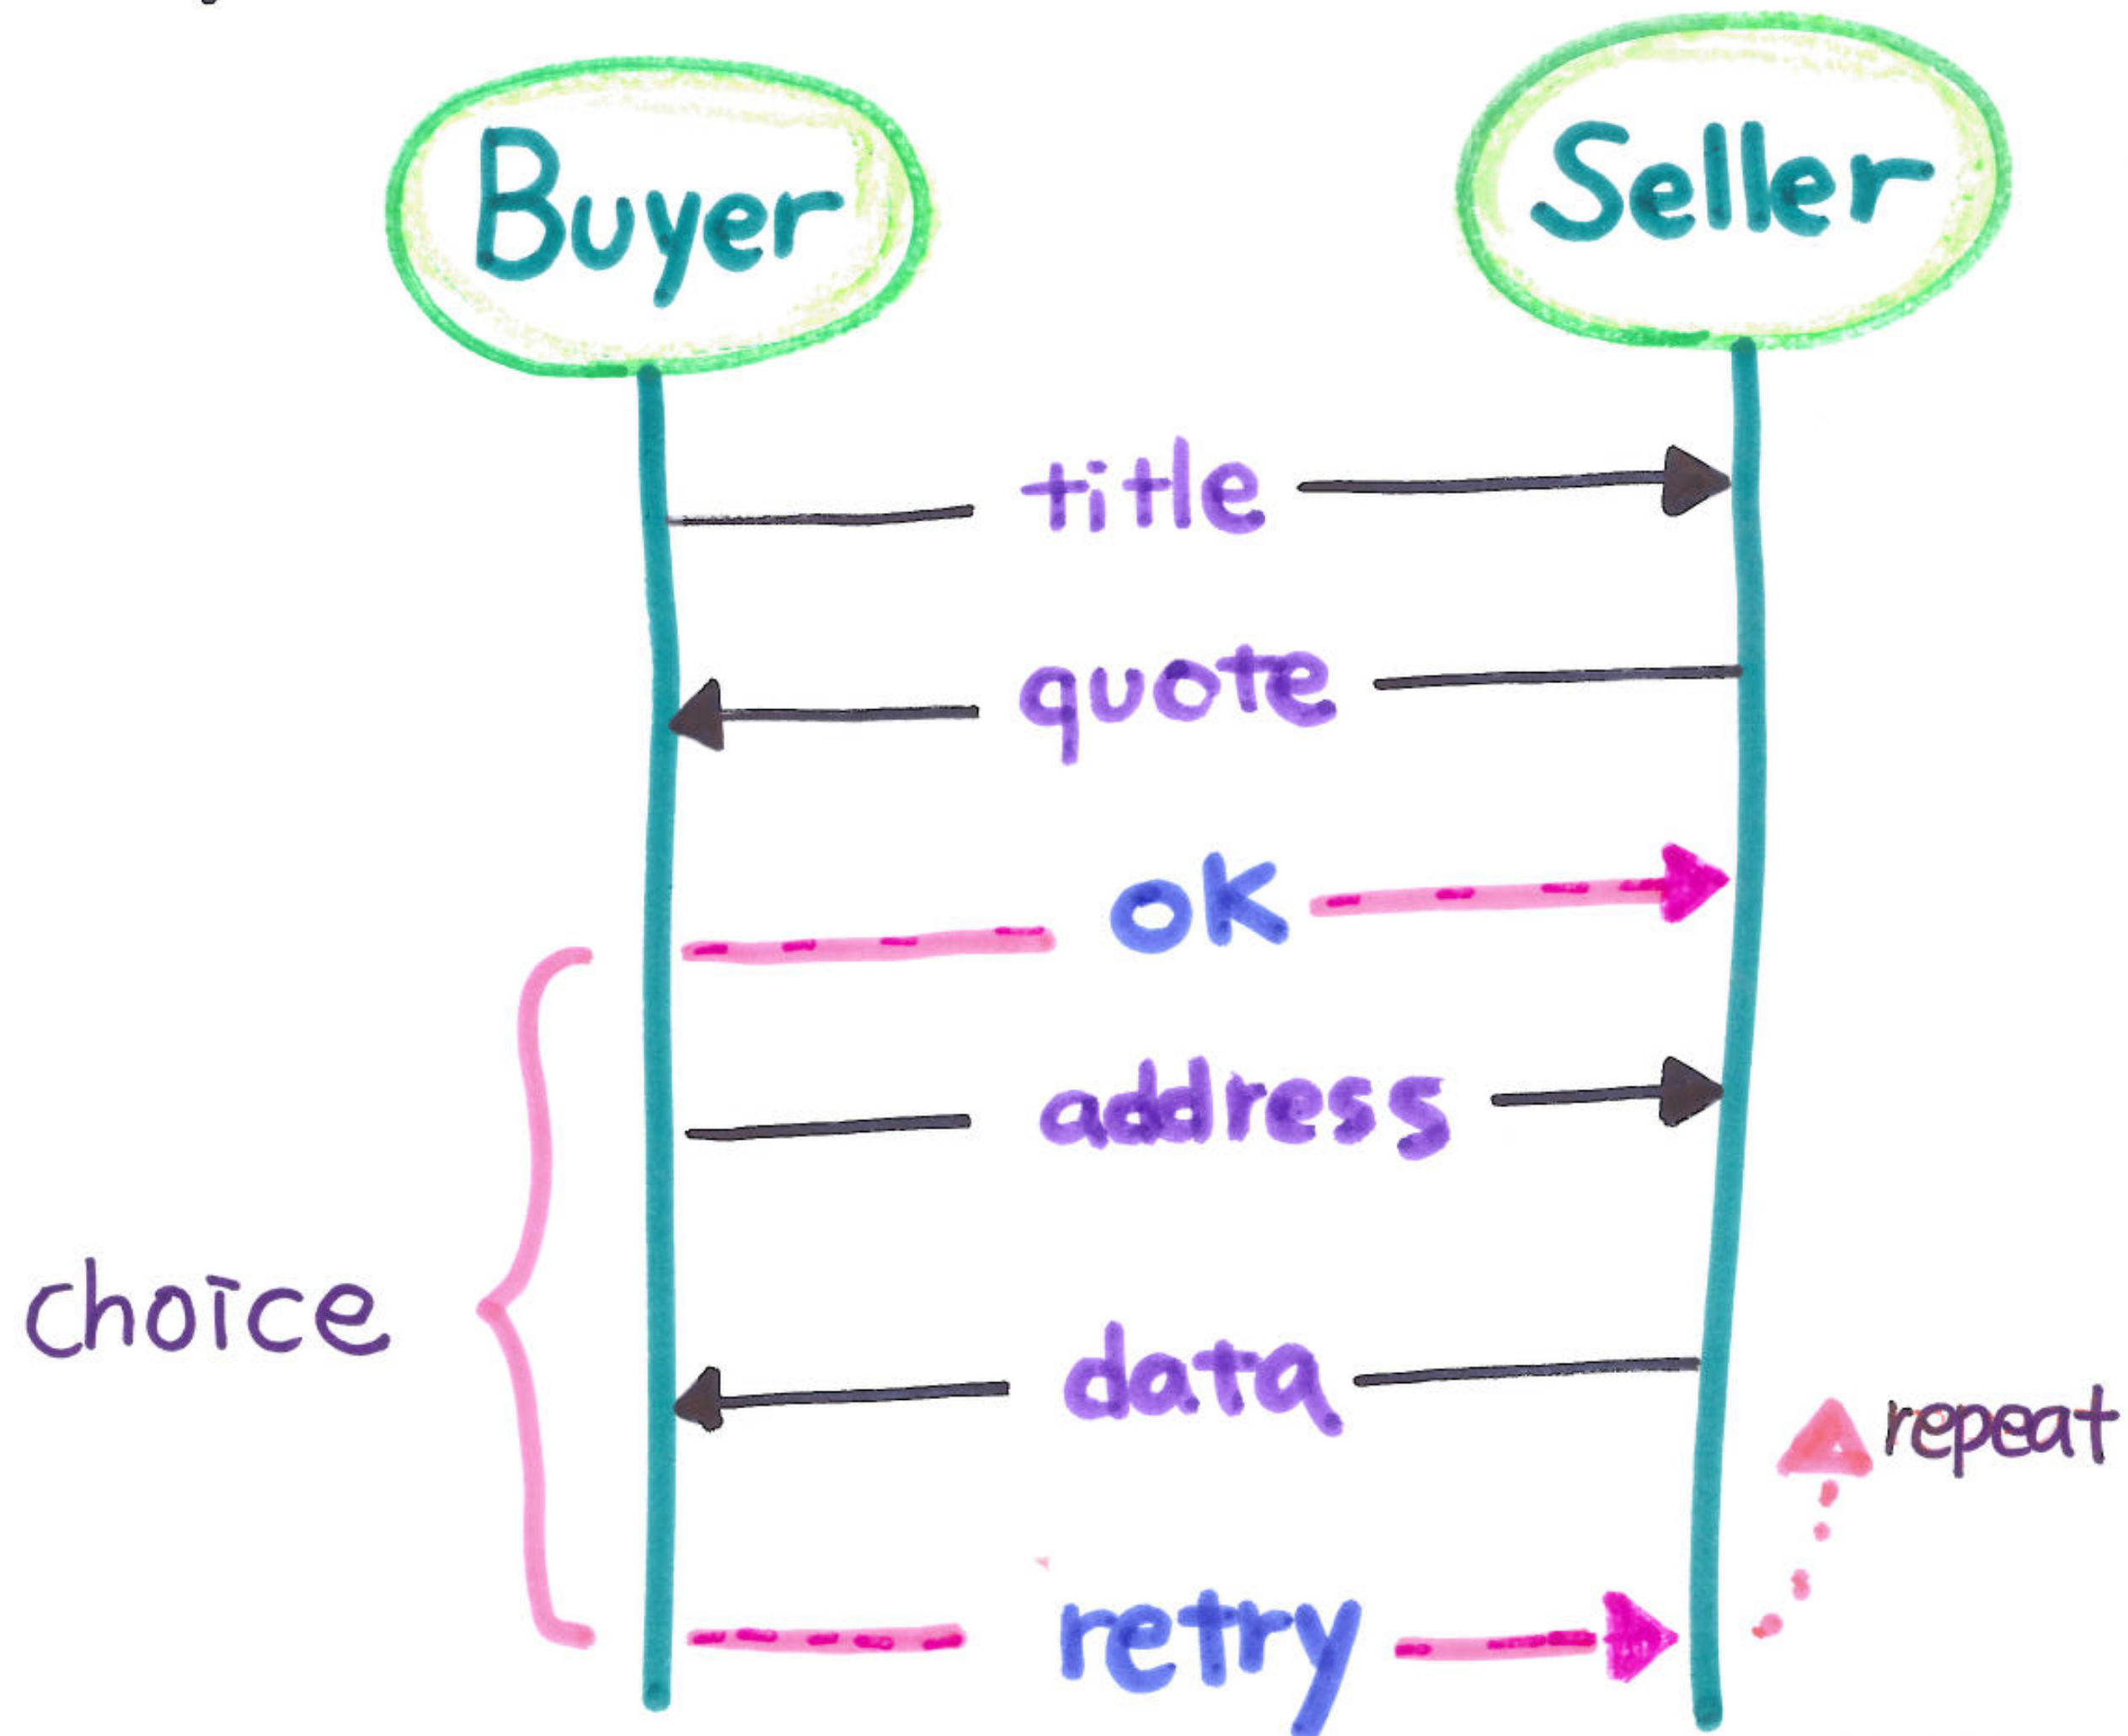 Buyer
Seller
title
quote
ok
address
choice
data
repeat
retry